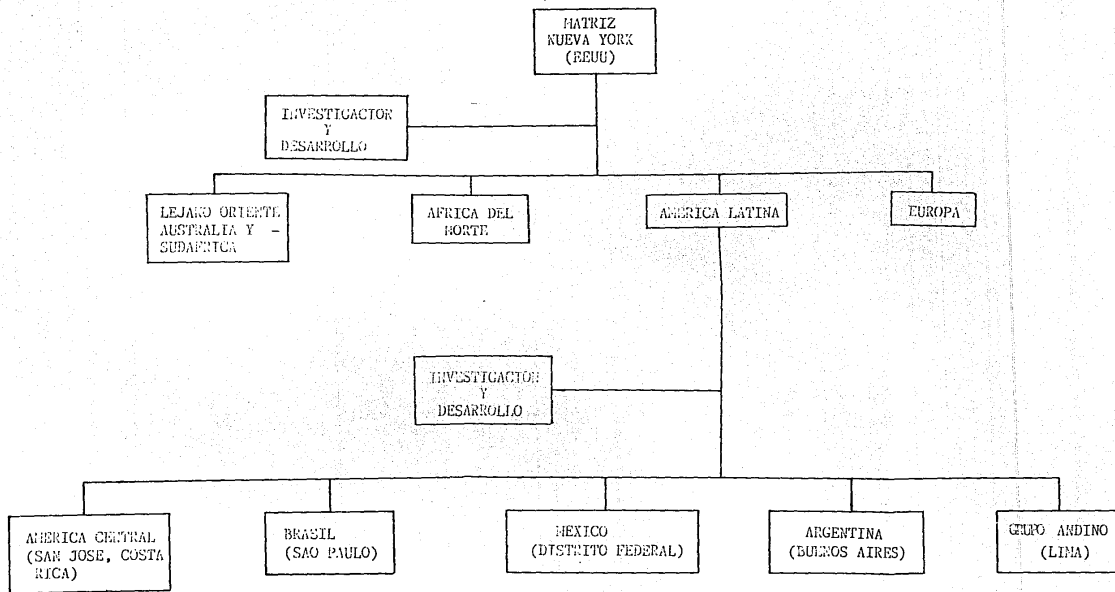 MATRIZ
NUEVA YORK
(EEUU)
INVESTIGACION
Y
DESARROLLO
LEJANO ORIENTE
AUSTRALIA Y -
SUDAFRICA
AFRICA DEL
NORTE
AMERICA LATINA
EUROPA
INVESTIGACION
Y
DESARROLLO
AMERICA CENTRAL
(SAN JOSE, COSTA
RICA)
BRASIL
(SAO PAULO)
MEXICO
(DISTRITO FEDERAL)
ARGENTINA
(BUENOS AIRES)
GRUPO ANDINO
(LIMA)